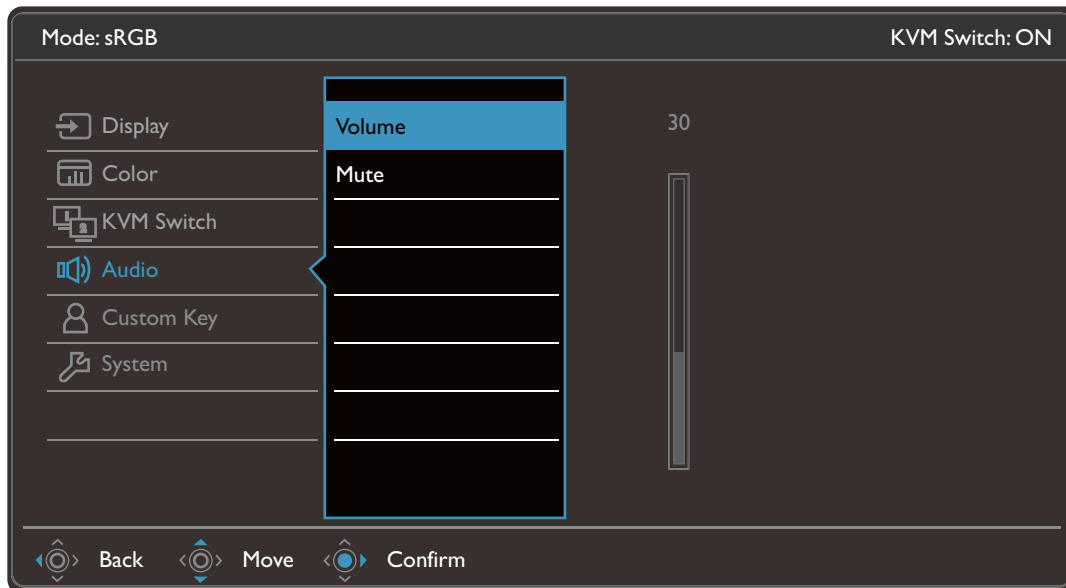 Mode: sRGB
KVM Switch: ON
Display
Color
KVM Switch
Audio
Custom Key
System
Volume
Mute
30
Back
Move
Confirm